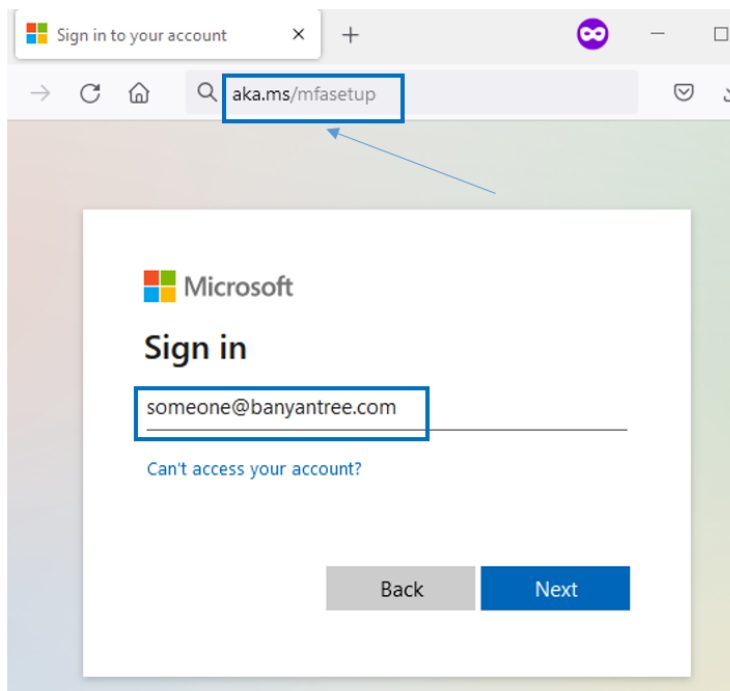 Sign in to your account
aka.ms/mfasetup
Microsoft
Sign in
someone@banyantree.com
Can't access your account?
Back
Next